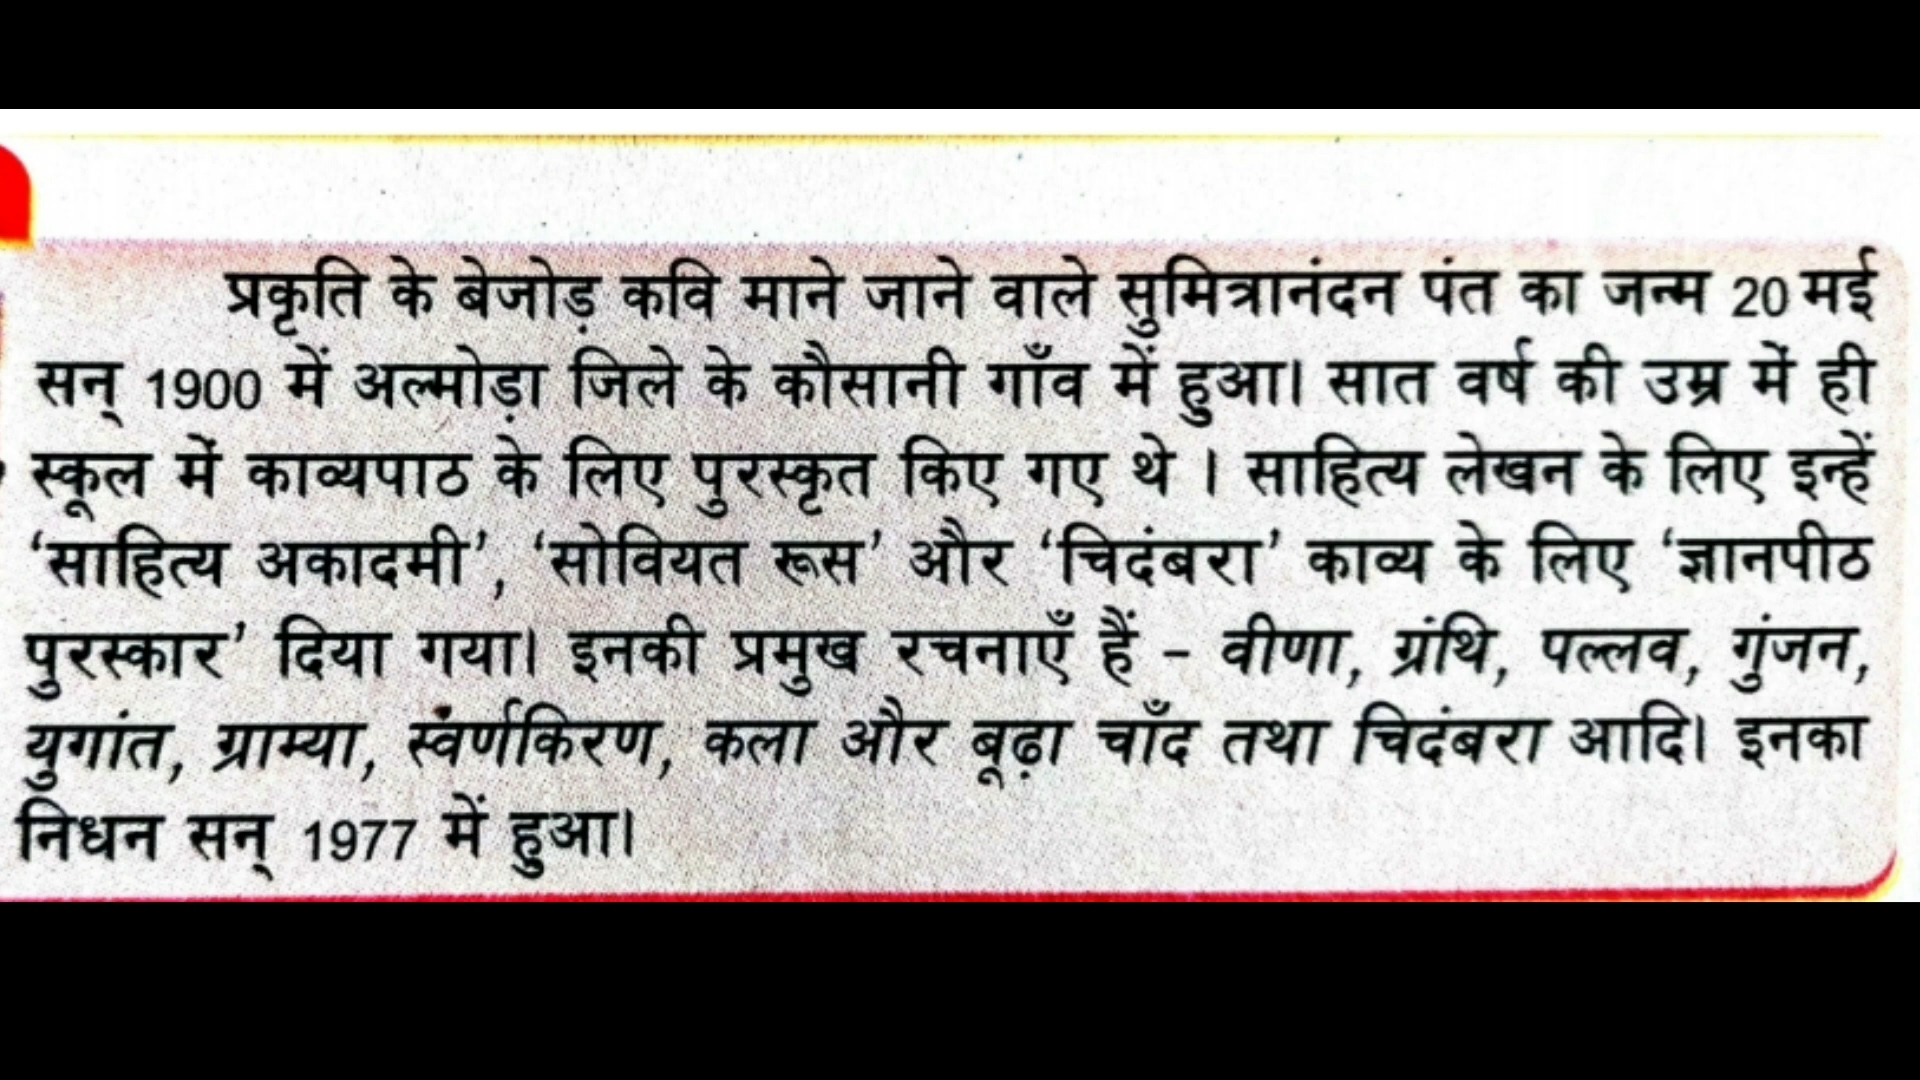 प्रकृति के बेजोड़ कवि माने जाने वाले सुमित्रानंदन पंत का जन्म 20 मई
सन् 1900 में अल्मोड़ा जिले के कौसानी गाँव में हुआ। सात वर्ष की उम्र में ही
स्कूल में काव्यपाठ के लिए पुरस्कृत किए गए थे । साहित्य लेखन के लिए इन्हें
‘साहित्य अकादमी’, ‘सोवियत रूस’ और ‘चिदंबरा’ काव्य के लिए ‘ज्ञानपीठ
पुरस्कार’ दिया गया। इनकी प्रमुख रचनाएँ हैं – वीणा, ग्रंथि, पल्लव, गुंजन,
युगांत, ग्राम्या, स्वर्णकिरण, कला और बूढ़ा चाँद तथा चिदंबरा आदि। इनका
निधन सन् 1977 में हुआ।